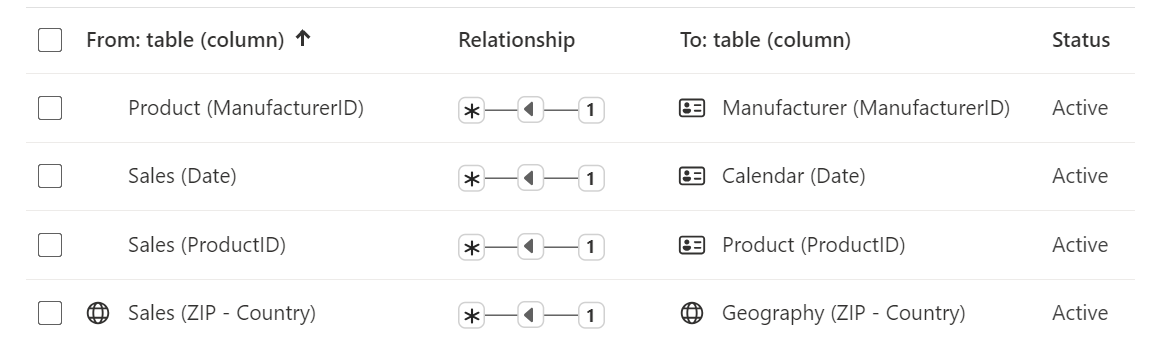 From: table (column) ↑ Relationship To: table (column) Status
Product (ManufacturerID) * 1 Manufacturer (ManufacturerID) Active
Sales (Date) * 1 Calendar (Date) Active
Sales (ProductID) * 1 Product (ProductID) Active
Sales (ZIP - Country) * 1 Geography (ZIP - Country) Active